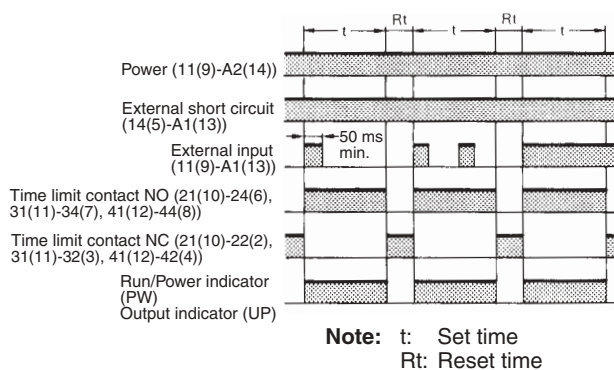 t Rt t Rt t
Power (11(9)-A2(14))
External short circuit
(14(5)-A1(13))
50 ms
min.
External input
(11(9)-A1(13))
Time limit contact NO (21(10)-24(6),
31(11)-34(7), 41(12)-44(8))
Time limit contact NC (21(10)-22(2),
31(11)-32(3), 41(12)-42(4))
Run/Power indicator
(PW)
Output indicator (UP)
Note: t: Set time
Rt: Reset time